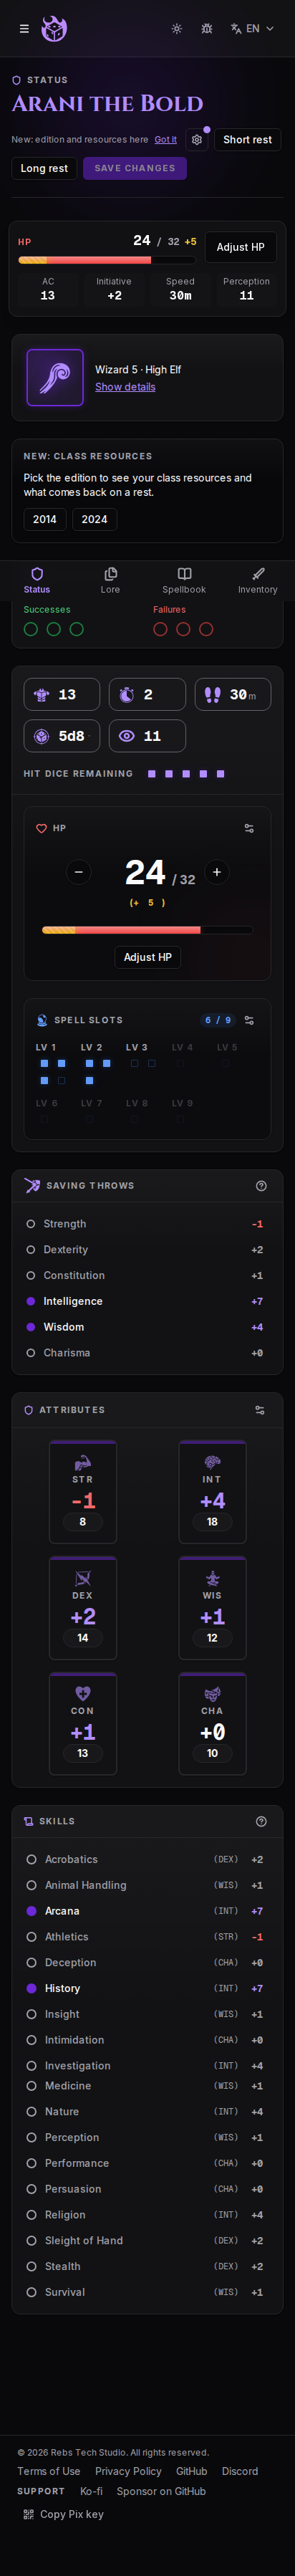 EN
STATUS
Arani the Bold
New: edition and resources here Got it Short rest
Long rest SAVE CHANGES
HP 24 / 32 +5 Adjust HP
AC Initiative Speed Perception
13 +2 30m 11
Wizard 5 · High Elf
Show details
NEW: CLASS RESOURCES
Pick the edition to see your class resources and
what comes back on a rest.
2014 2024
Status Lore Spellbook Inventory
Successes Failures
13 2 30m
5d8 11
HIT DICE REMAINING
HP
24 / 32
(+ 5 )
Adjust HP
SPELL SLOTS 6 / 9
LV 1 LV 2 LV 3 LV 4 LV 5
LV 6 LV 7 LV 8 LV 9
SAVING THROWS
Strength -1
Dexterity +2
Constitution +1
Intelligence +7
Wisdom +4
Charisma +0
ATTRIBUTES
STR INT
-1 +4
8 18
DEX WIS
+2 +1
14 12
CON CHA
+1 +0
13 10
SKILLS
Acrobatics (DEX) +2
Animal Handling (WIS) +1
Arcana (INT) +7
Athletics (STR) -1
Deception (CHA) +0
History (INT) +7
Insight (WIS) +1
Intimidation (CHA) +0
Investigation (INT) +4
Medicine (WIS) +1
Nature (INT) +4
Perception (WIS) +1
Performance (CHA) +0
Persuasion (CHA) +0
Religion (INT) +4
Sleight of Hand (DEX) +2
Stealth (DEX) +2
Survival (WIS) +1
© 2026 Rebs Tech Studio. All rights reserved.
Terms of Use Privacy Policy GitHub Discord
SUPPORT Ko-fi Sponsor on GitHub
Copy Pix key